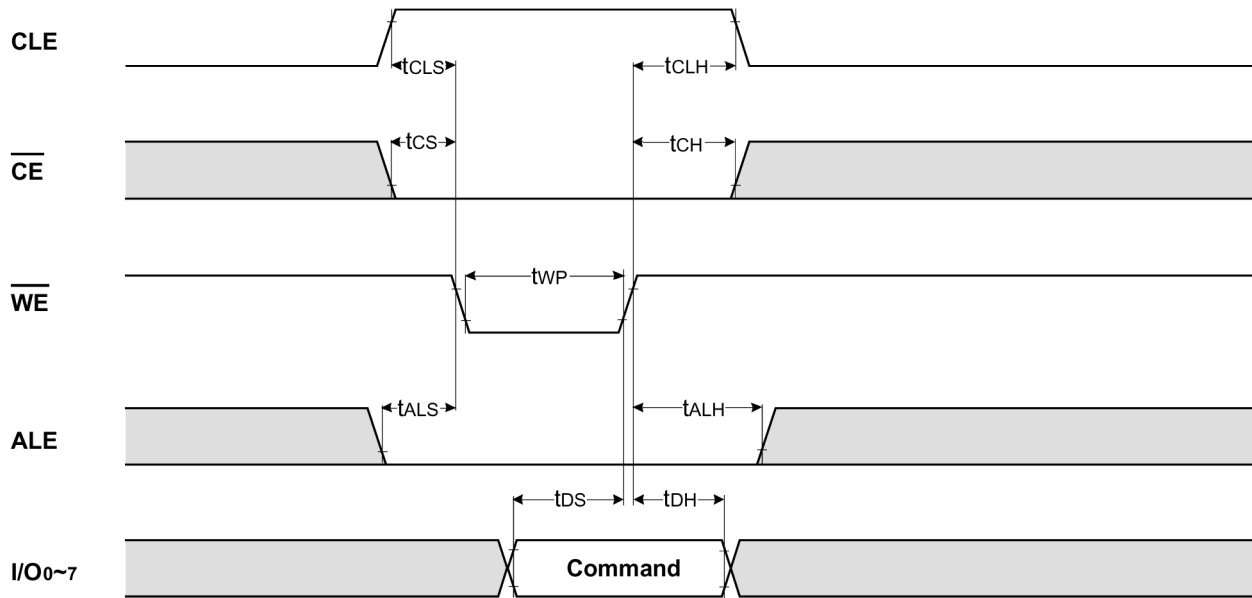 CLE
tCLS
tCLH
CE
tCS
tCH
WE
tWP
ALE
tALS
tALH
tDS
tDH
I/O0~7
Command